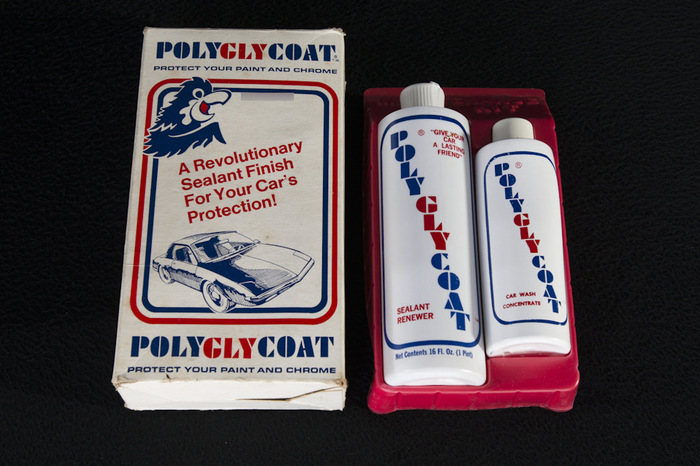 POLYGLYCOAT
PROTECT YOUR PAINT AND CHROME
A Revolutionary
Sealant Finish
For Your Car's
Protection!
POLYGLYCOAT
PROTECT YOUR PAINT AND CHROME
POLYGLYCOAT
®
"GIVE YOUR
CAR
A LASTING
FRIEND"
SEALANT
RENEWER
Net Contents 16 Fl. Oz. (1 Pint)
POLYGLYCOAT
®
CAR WASH
CONCENTRATE